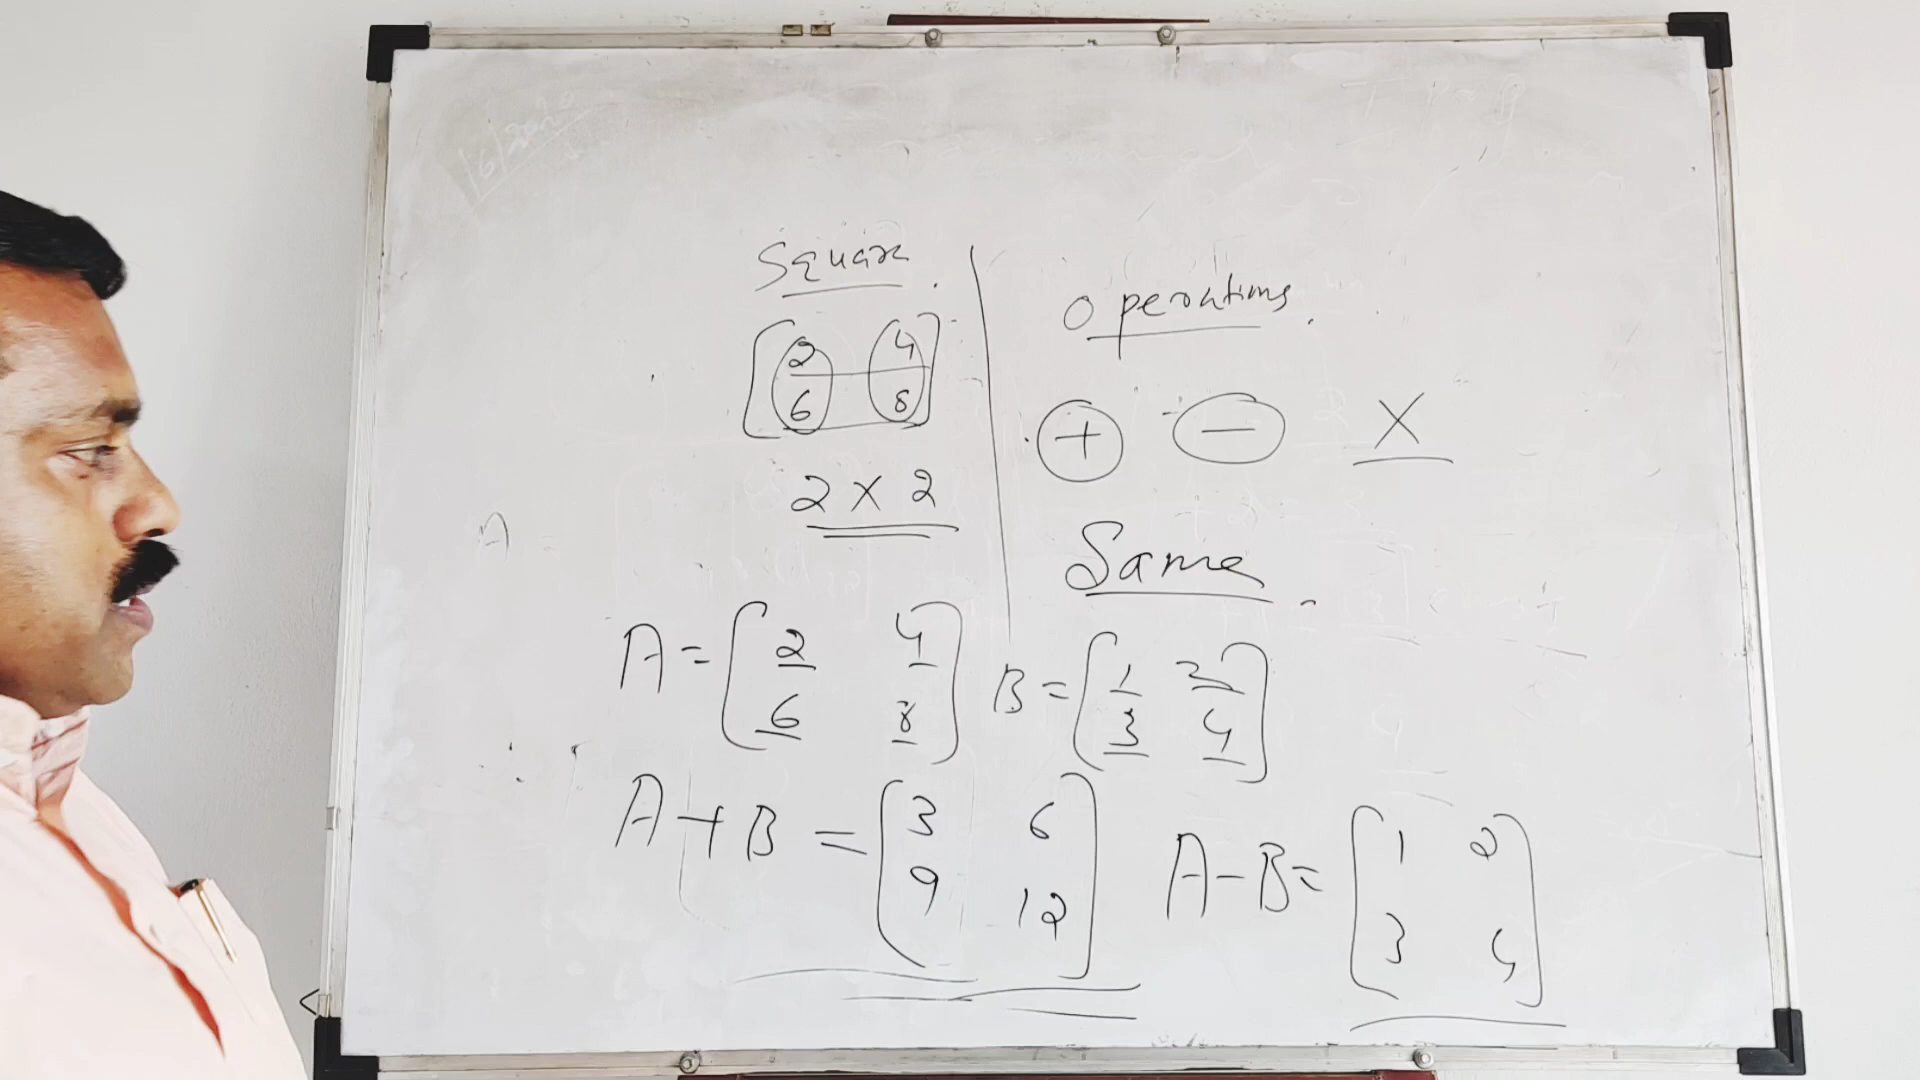 Square
[2 4
6 8]
2 x 2
Operations
+ - x
Same
A = [2 4
6 8]
B = [1 2
3 4]
A + B = [3 6
9 12]
A - B = [1 2
3 4]